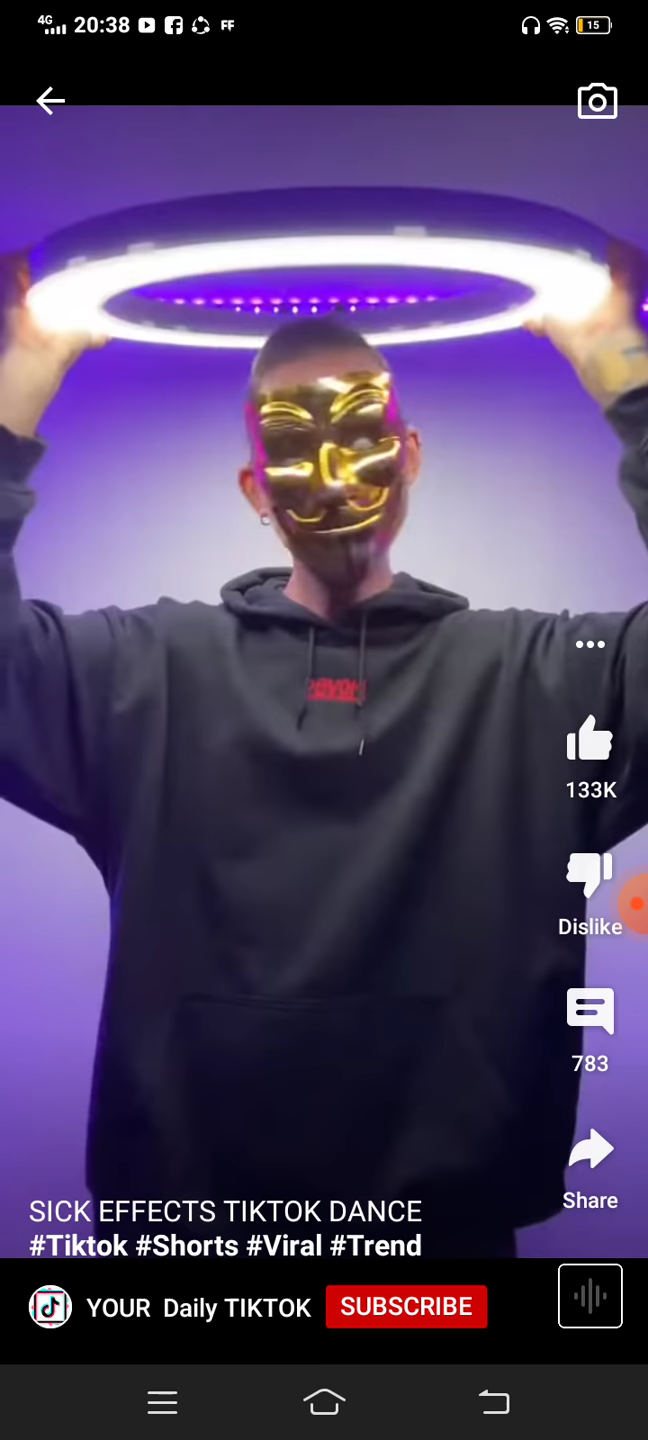 4G 20:38 FF 15
133K
Dislike
783
Share
SICK EFFECTS TIKTOK DANCE
#Tiktok #Shorts #Viral #Trend
YOUR Daily TIKTOK SUBSCRIBE